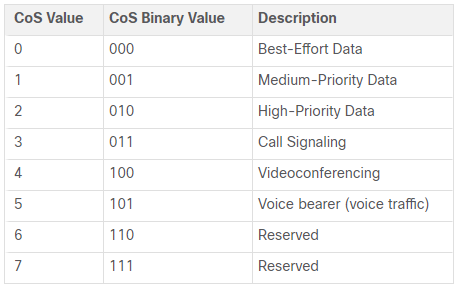 CoS Value CoS Binary Value Description
0 000 Best-Effort Data
1 001 Medium-Priority Data
2 010 High-Priority Data
3 011 Call Signaling
4 100 Videoconferencing
5 101 Voice bearer (voice traffic)
6 110 Reserved
7 111 Reserved